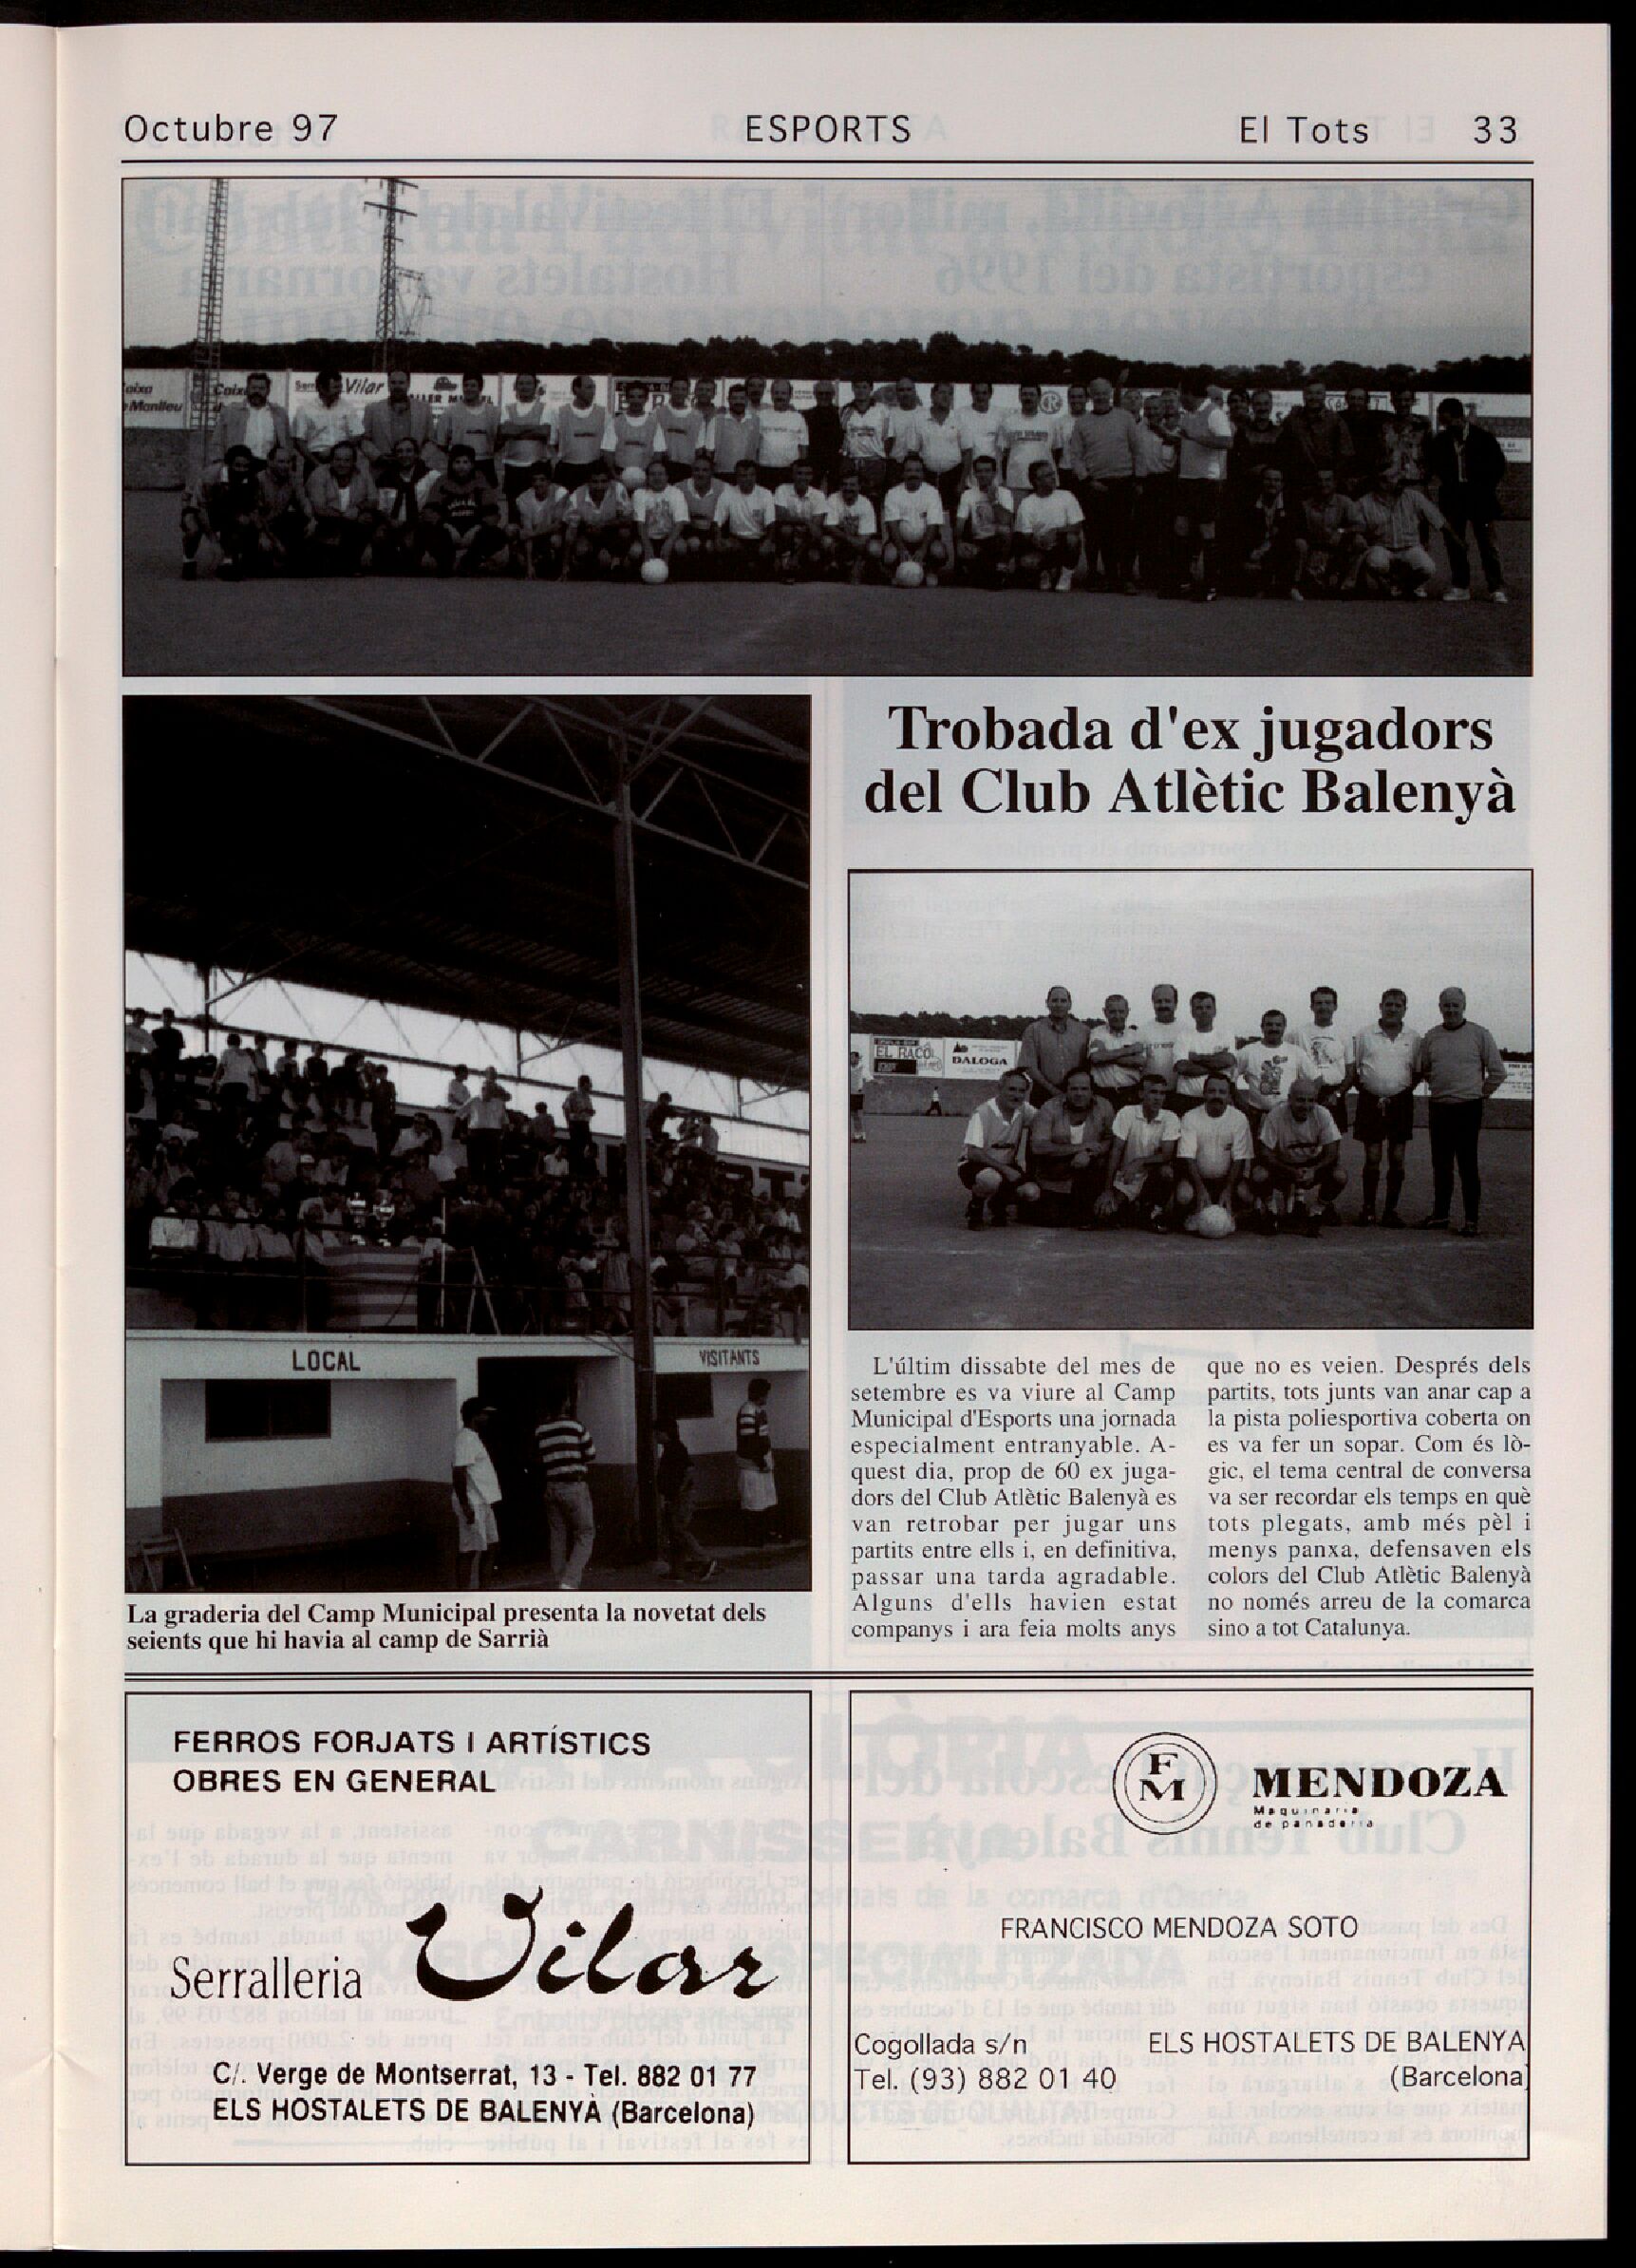 Octubre 97 ESPORTS El Tots 33
Caixa
Manlleu
Vilar
Trobada d'ex jugadors
del Club Atlètic Balenyà
EL RACÓ
DALOGA
LOCAL
VISITANTS
La graderia del Camp Municipal presenta la novetat dels
seients que hi havia al camp de Sarrià
L'últim dissabte del mes de
setembre es va viure al Camp
Municipal d'Esports una jornada
especialment entranyable. A-
quest dia, prop de 60 ex juga-
dors del Club Atlètic Balenyà es
van retrobar per jugar uns
partits entre ells i, en definitiva,
passar una tarda agradable.
Alguns d'ells havien estat
companys i ara feia molts anys
que no es veien. Després dels
partits, tots junts van anar cap a
la pista poliesportiva coberta on
es va fer un sopar. Com és lò-
gic, el tema central de conversa
va ser recordar els temps en què
tots plegats, amb més pèl i
menys panxa, defensaven els
colors del Club Atlètic Balenyà
no només arreu de la comarca
sino a tot Catalunya.
FERROS FORJATS I ARTÍSTICS
OBRES EN GENERAL
Serralleria Vilar
C/. Verge de Montserrat, 13 - Tel. 882 01 77
ELS HOSTALETS DE BALENYÀ (Barcelona)
FM
MENDOZA
Maquinaria
de panaderia
FRANCISCO MENDOZA SOTO
Cogollada s/n ELS HOSTALETS DE BALENYA
Tel. (93) 882 01 40 (Barcelona)